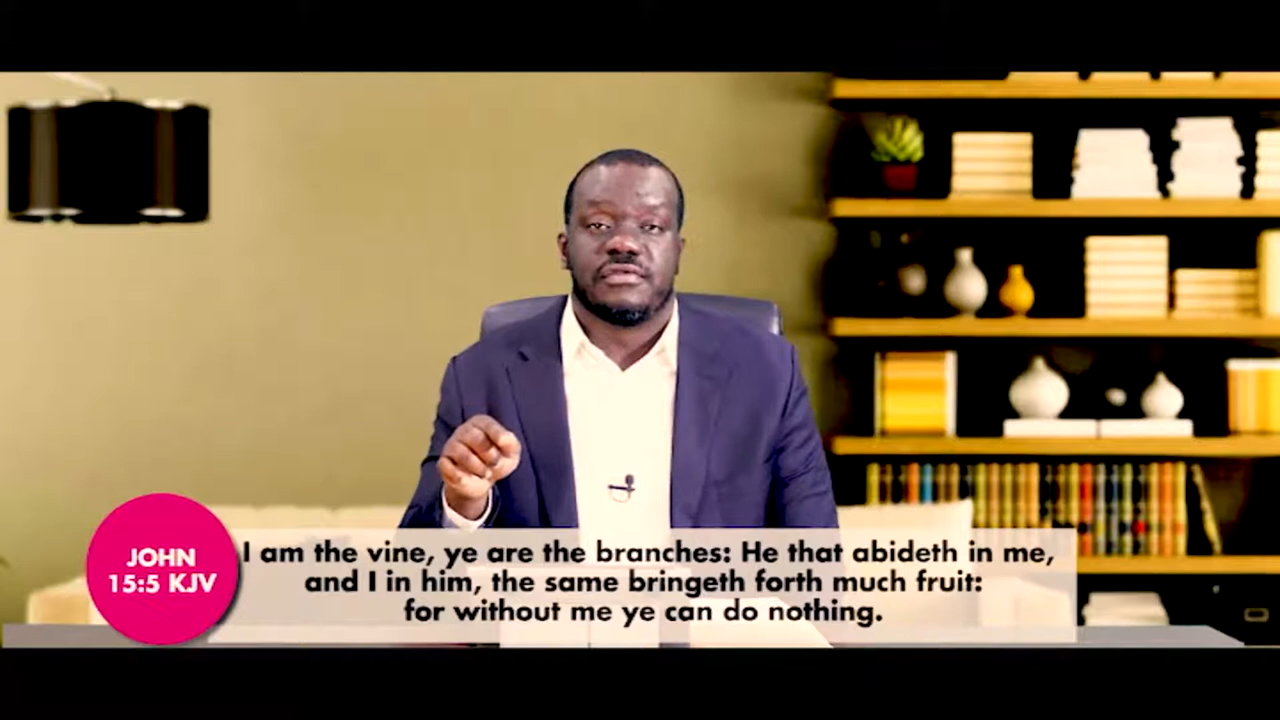 JOHN
15:5 KJV
I am the vine, ye are the branches: He that abideth in me,
and I in him, the same bringeth forth much fruit:
for without me ye can do nothing.